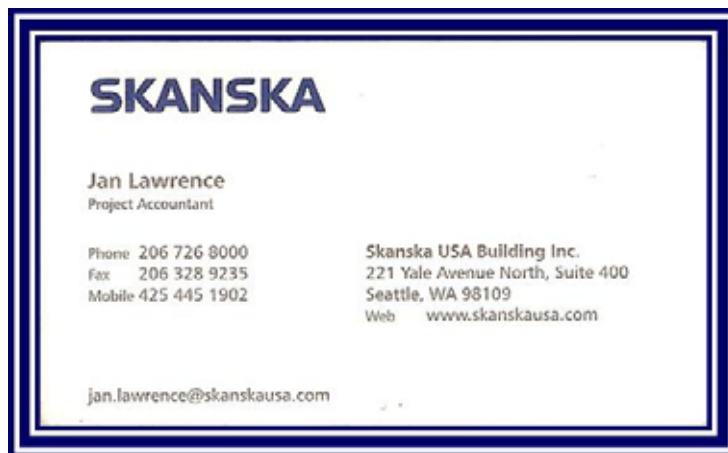 SKANSKA
Jan Lawrence
Project Accountant
Phone 206 726 8000
Fax 206 328 9235
Mobile 425 445 1902
Skanska USA Building Inc.
221 Yale Avenue North, Suite 400
Seattle, WA 98109
Web www.skanskausa.com
jan.lawrence@skanskausa.com